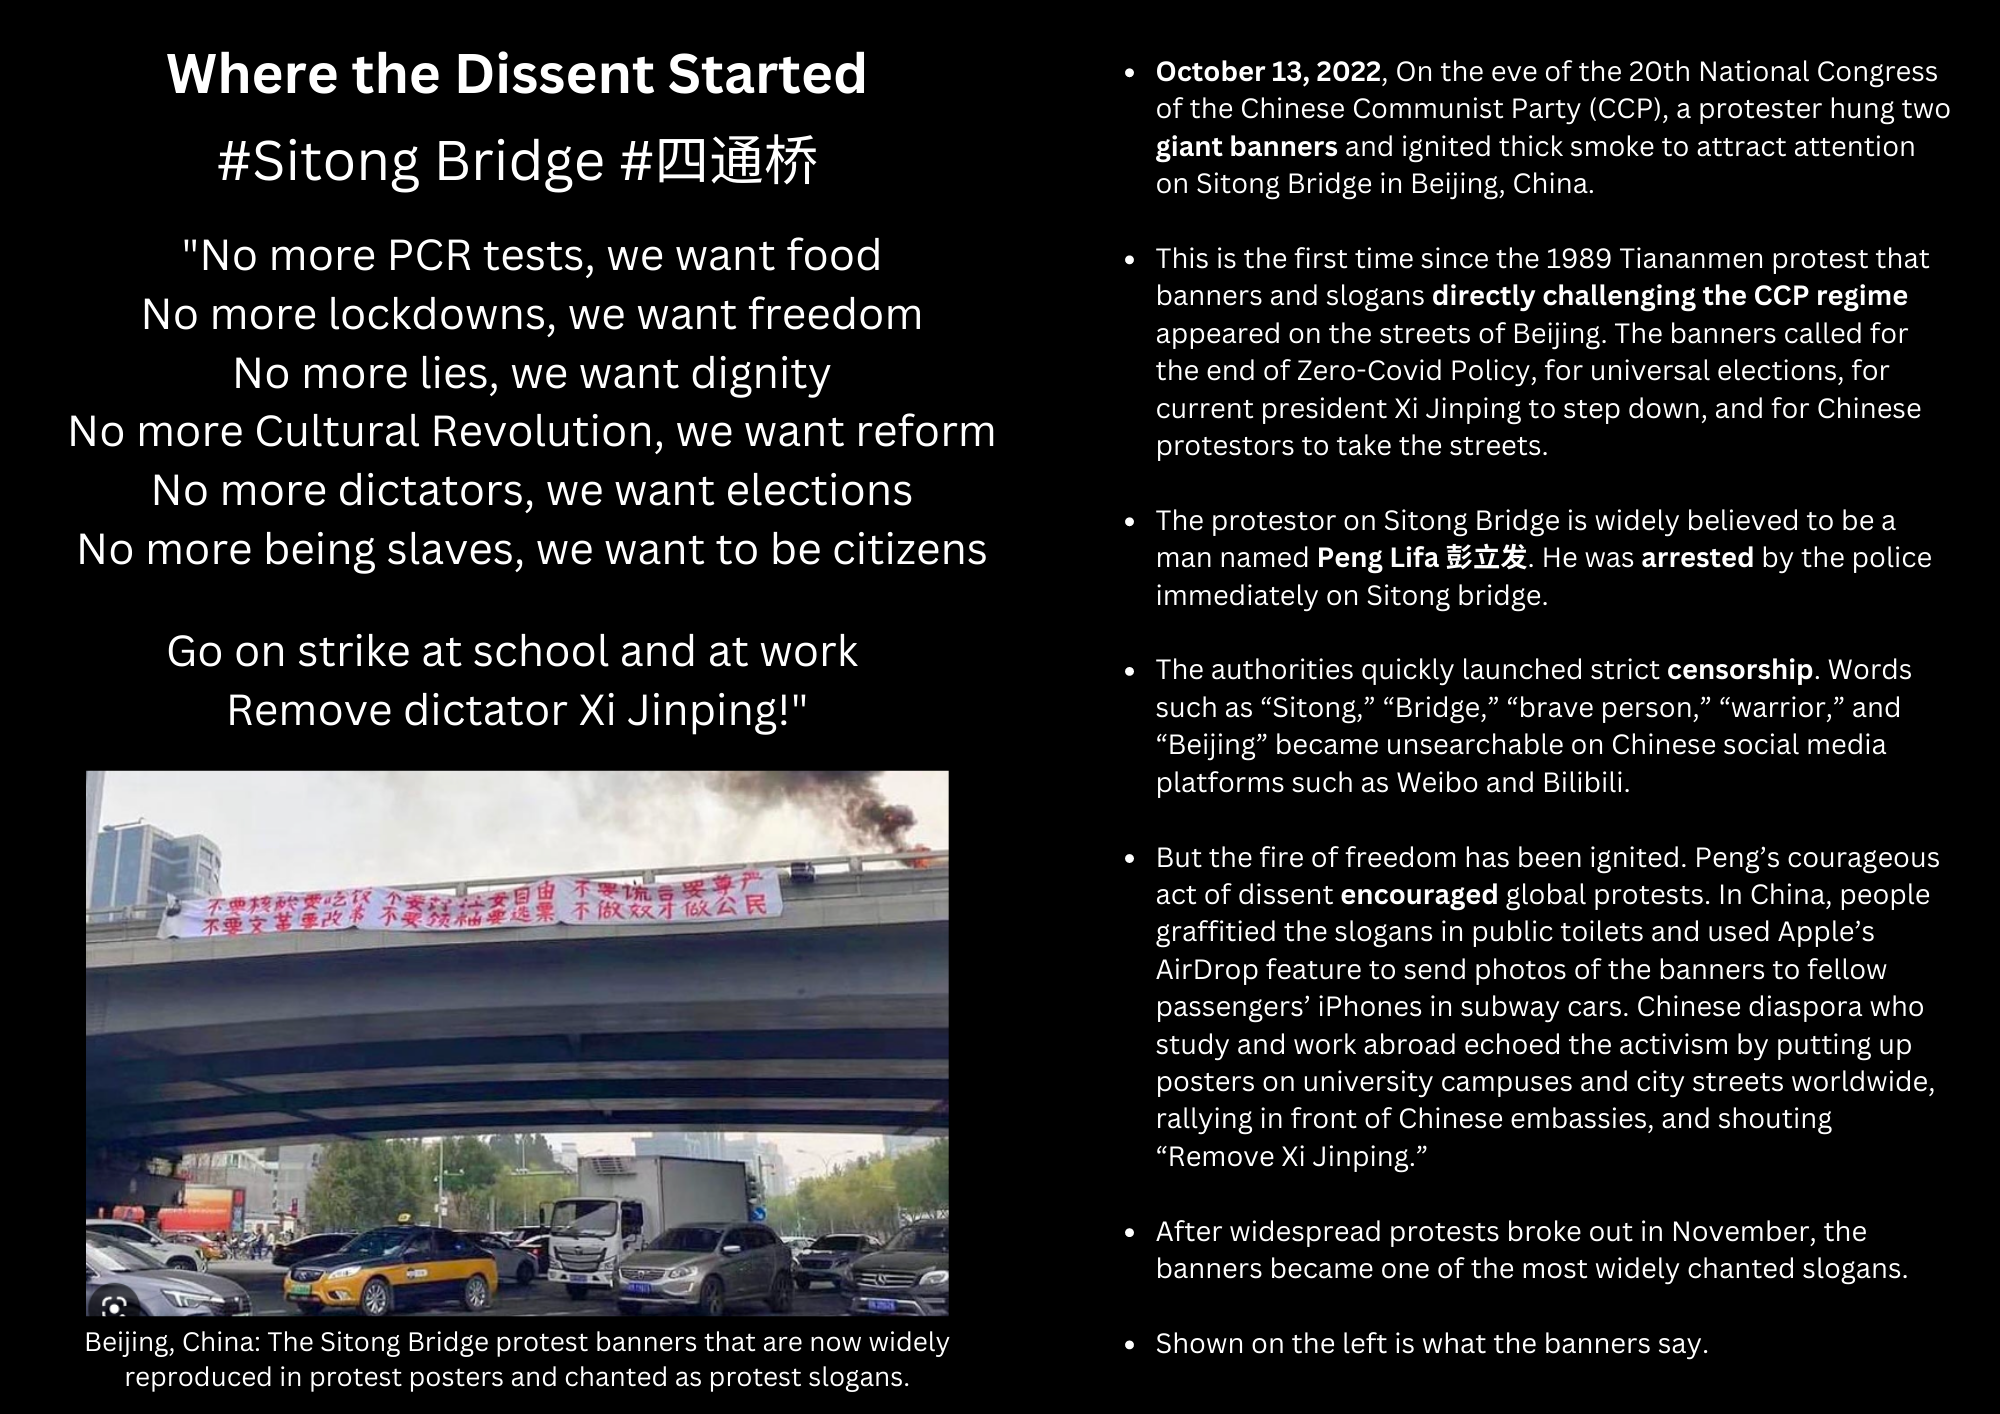 Where the Dissent Started
#Sitong Bridge #四通桥
"No more PCR tests, we want food
No more lockdowns, we want freedom
No more lies, we want dignity
No more Cultural Revolution, we want reform
No more dictators, we want elections
No more being slaves, we want to be citizens
Go on strike at school and at work
Remove dictator Xi Jinping!"
不要核酸要吃饭 不要封控要自由 不要谎言要尊严
不要文革要改革 不要领袖要选票 不做奴才做公民
Beijing, China: The Sitong Bridge protest banners that are now widely
reproduced in protest posters and chanted as protest slogans.
• October 13, 2022, On the eve of the 20th National Congress
of the Chinese Communist Party (CCP), a protester hung two
giant banners and ignited thick smoke to attract attention
on Sitong Bridge in Beijing, China.
• This is the first time since the 1989 Tiananmen protest that
banners and slogans directly challenging the CCP regime
appeared on the streets of Beijing. The banners called for
the end of Zero-Covid Policy, for universal elections, for
current president Xi Jinping to step down, and for Chinese
protestors to take the streets.
• The protestor on Sitong Bridge is widely believed to be a
man named Peng Lifa 彭立发. He was arrested by the police
immediately on Sitong bridge.
• The authorities quickly launched strict censorship. Words
such as “Sitong,” “Bridge,” “brave person,” “warrior,” and
“Beijing” became unsearchable on Chinese social media
platforms such as Weibo and Bilibili.
• But the fire of freedom has been ignited. Peng’s courageous
act of dissent encouraged global protests. In China, people
graffitied the slogans in public toilets and used Apple’s
AirDrop feature to send photos of the banners to fellow
passengers’ iPhones in subway cars. Chinese diaspora who
study and work abroad echoed the activism by putting up
posters on university campuses and city streets worldwide,
rallying in front of Chinese embassies, and shouting
“Remove Xi Jinping.”
• After widespread protests broke out in November, the
banners became one of the most widely chanted slogans.
• Shown on the left is what the banners say.